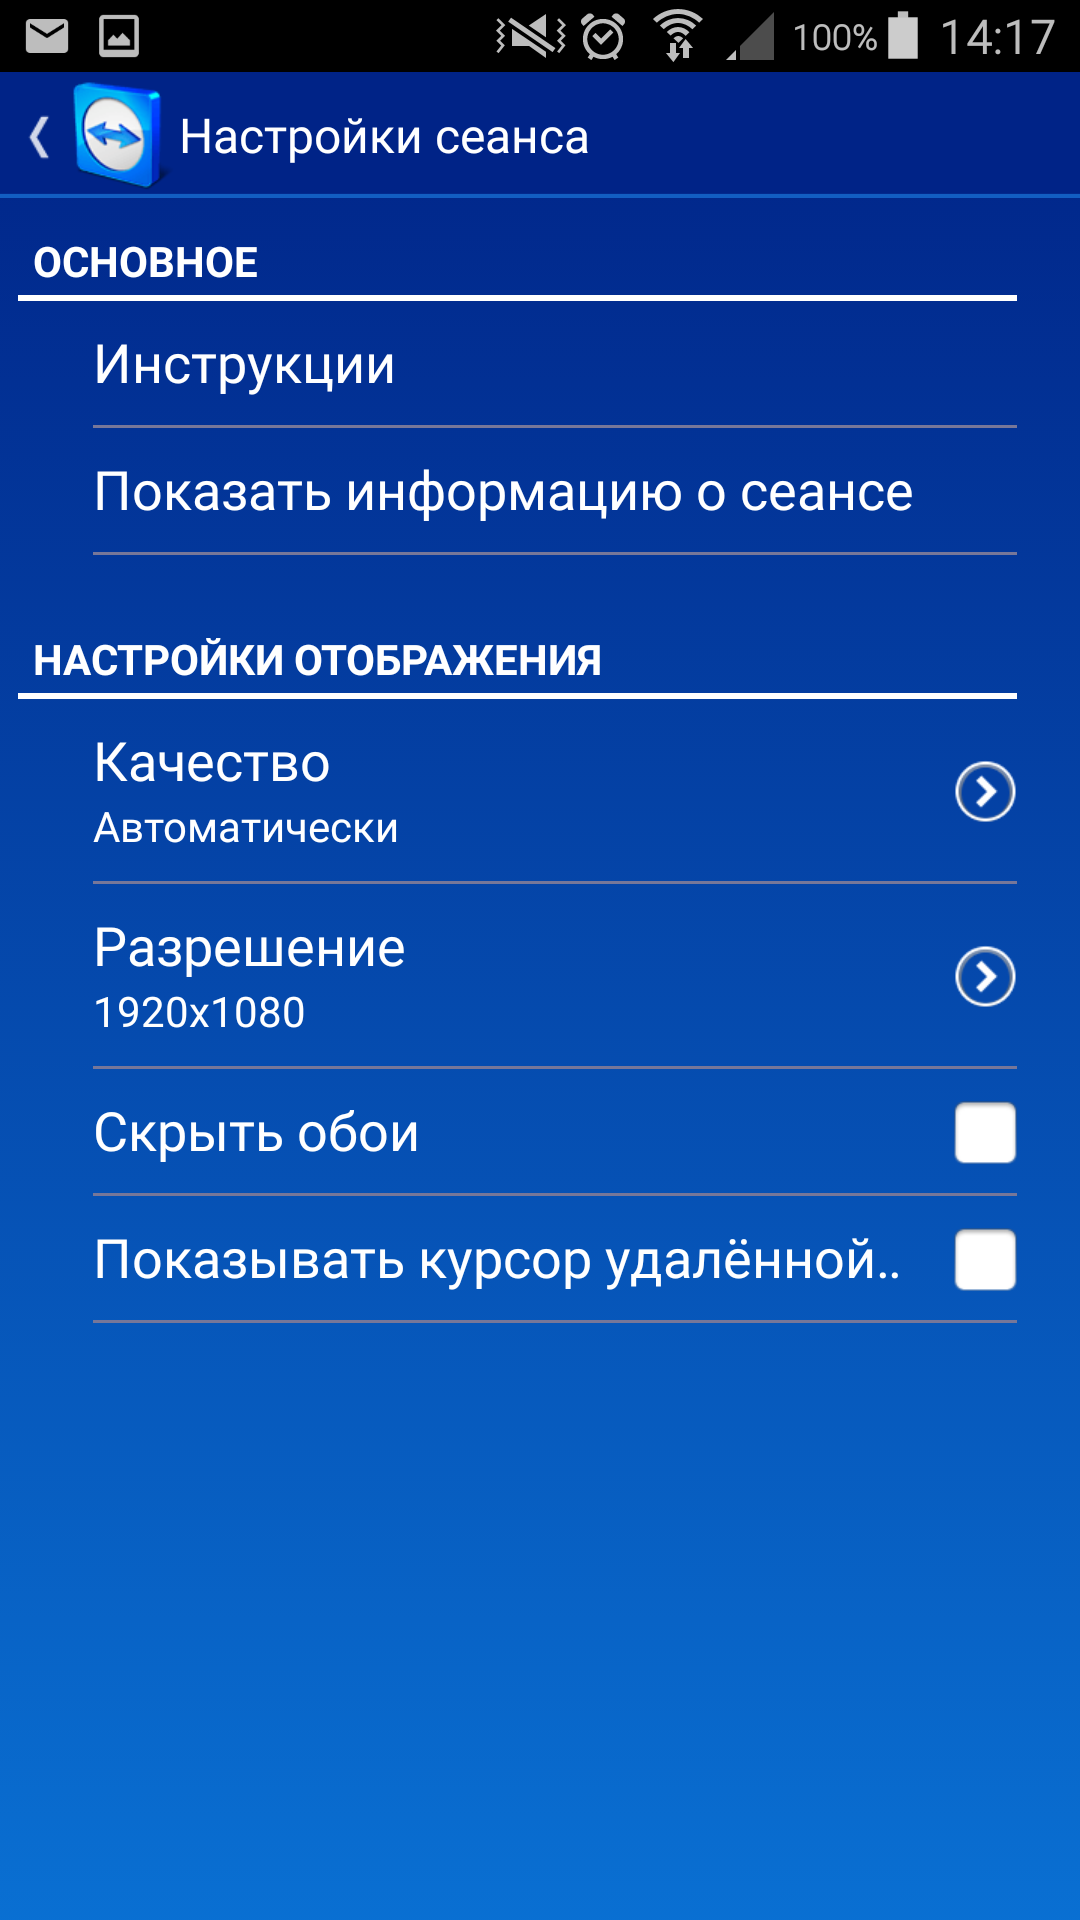 100% 14:17
Настройки сеанса
ОСНОВНОЕ
Инструкции
Показать информацию о сеансе
НАСТРОЙКИ ОТОБРАЖЕНИЯ
Качество
Автоматически
Разрешение
1920x1080
Скрыть обои
Показывать курсор удалённой..